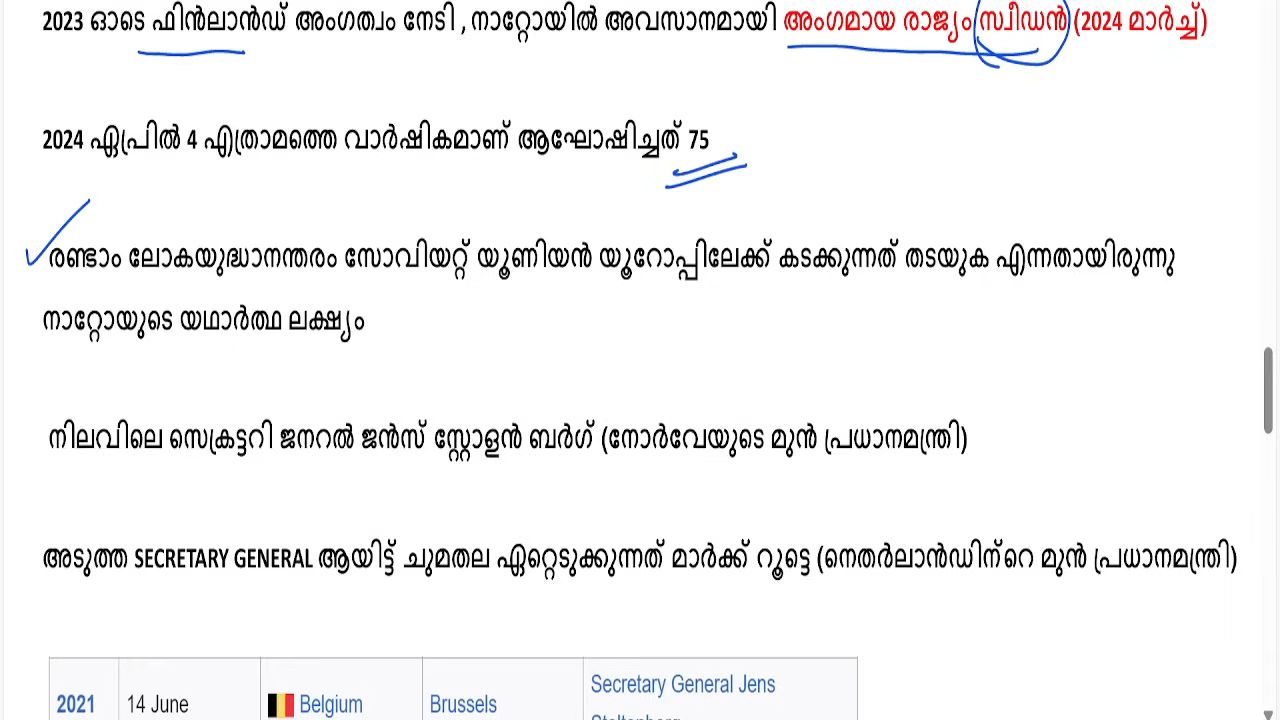 2023 ഓടെ ഫിൻലാൻഡ് അംഗത്വം നേടി , നാറ്റോയിൽ അവസാനമായി അംഗമായ രാജ്യം സ്വീഡൻ (2024 മാർച്ച്)
2024 ഏപ്രിൽ 4 എത്രാമത്തെ വാർഷികമാണ് ആഘോഷിച്ചത് 75
രണ്ടാം ലോകയുദ്ധാനന്തരം സോവിയറ്റ് യൂണിയൻ യൂറോപ്പിലേക്ക് കടക്കുന്നത് തടയുക എന്നതായിരുന്നു
നാറ്റോയുടെ യഥാർത്ഥ ലക്ഷ്യം
നിലവിലെ സെക്രട്ടറി ജനറൽ ജൻസ് സ്റ്റോളൻ ബർഗ് (നോർവേയുടെ മുൻ പ്രധാനമന്ത്രി)
അടുത്ത SECRETARY GENERAL ആയിട്ട് ചുമതല ഏറ്റെടുക്കുന്നത് മാർക്ക് റൂട്ടെ (നെതർലാൻഡിന്റെ മുൻ പ്രധാനമന്ത്രി)
2021 14 June Belgium Brussels Secretary General Jens
Stoltenberg